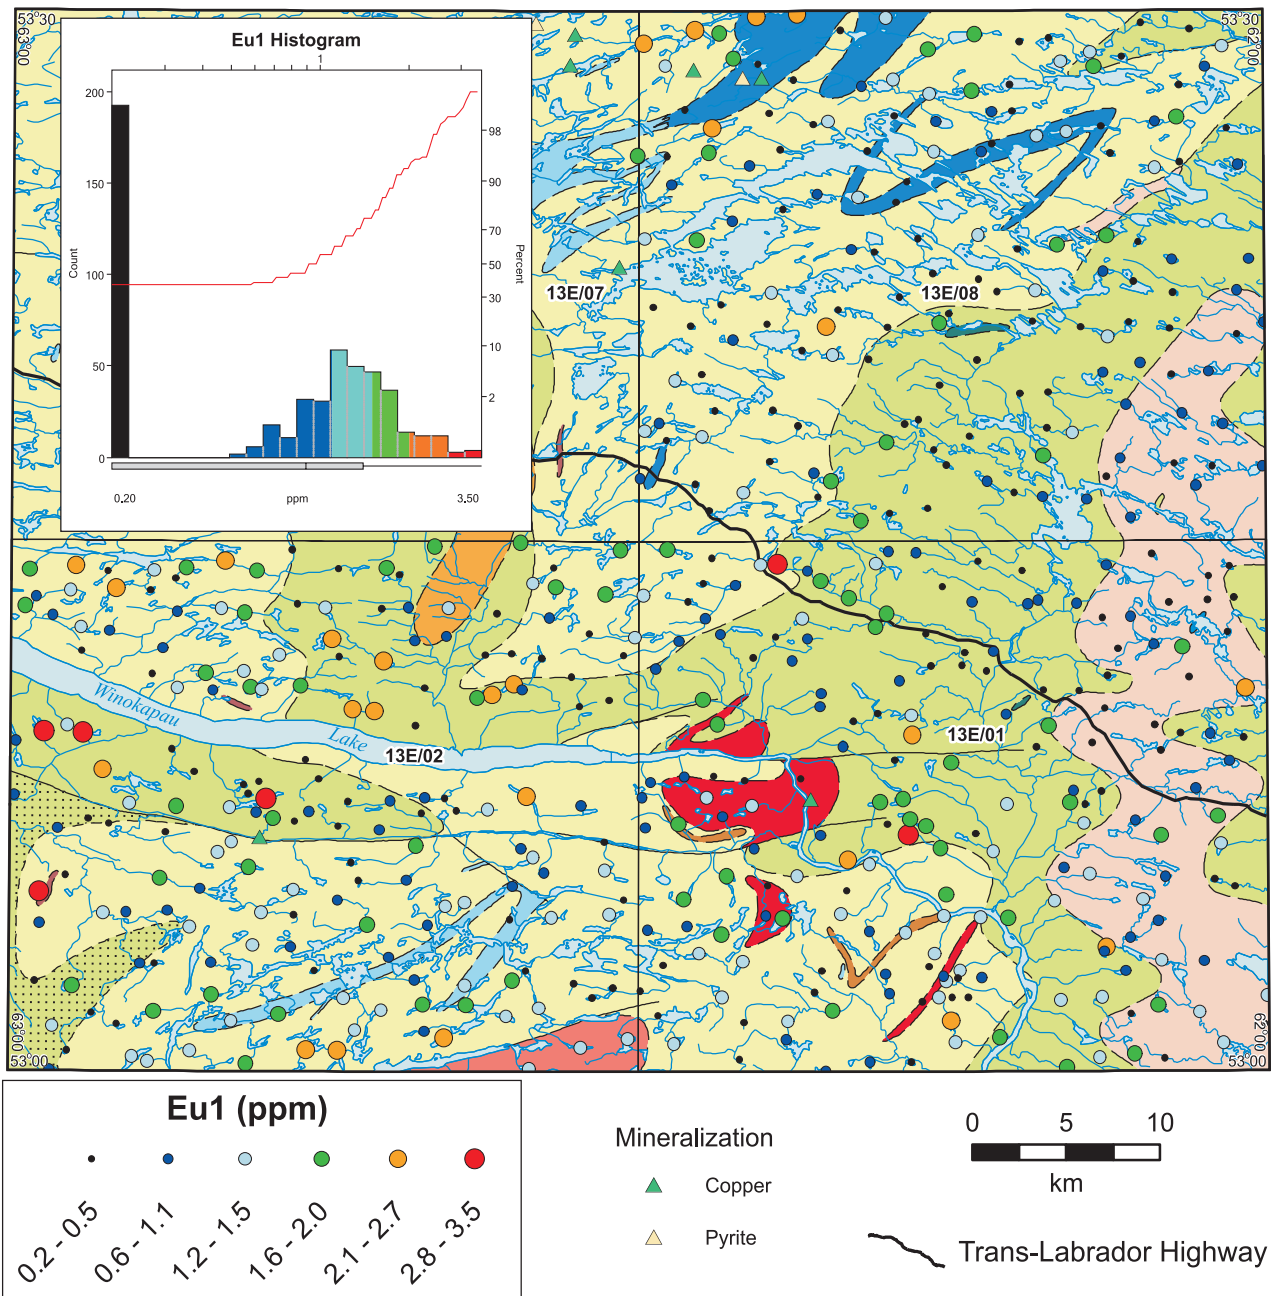 53°30'
63°00'
53°30'
62°00'
Eu1 Histogram
1
200
150
100
50
0
Count
98
90
70
50
30
10
2
Percent
0.20
ppm
3.50
13E/07
13E/08
Winokapau
Lake
13E/02
13E/01
63°00'
53°00'
62°00'
53°00'
Eu1 (ppm)
0.2 - 0.5
0.6 - 1.1
1.2 - 1.5
1.6 - 2.0
2.1 - 2.7
2.8 - 3.5
Mineralization
Copper
Pyrite
0 5 10
km
Trans-Labrador Highway